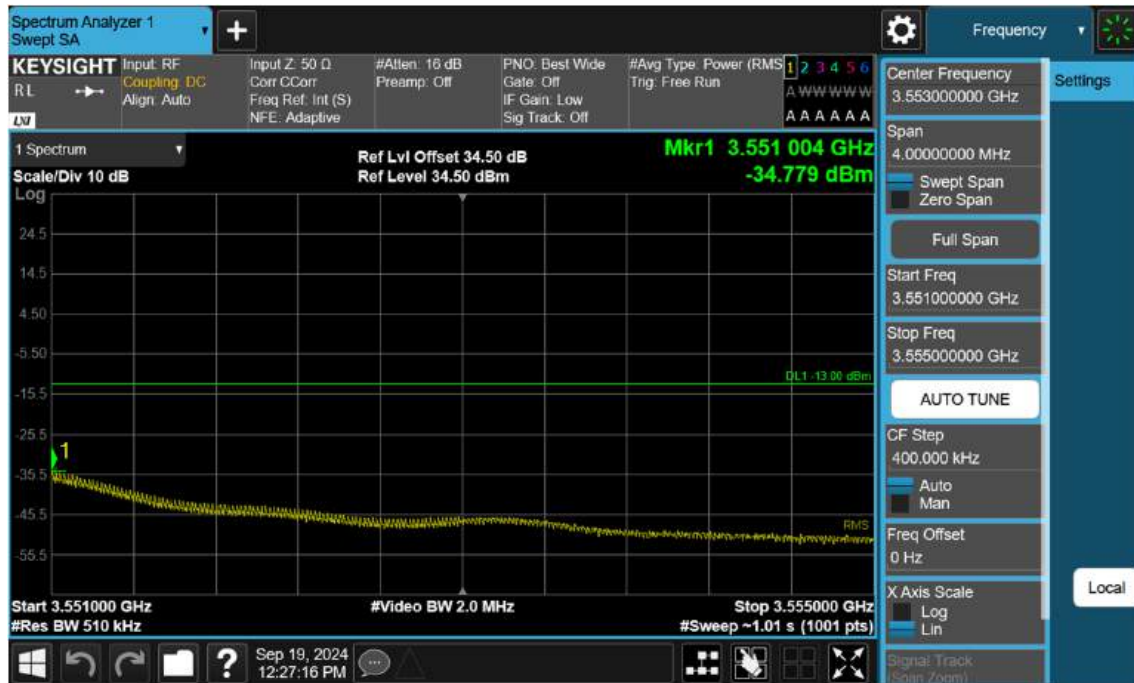 Spectrum Analyzer 1
Swept SA
+
Frequency
KEYSIGHT
RL
LXI
Input: RF
Coupling: DC
Align: Auto
Input Z: 50 Ω
Corr CCorr
Freq Ref: Int (S)
NFE: Adaptive
#Atten: 16 dB
Preamp: Off
PNO: Best Wide
Gate: Off
IF Gain: Low
Sig Track: Off
#Avg Type: Power (RMS
Trig: Free Run
1 2 3 4 5 6
A W W W W W
A A A A A A
1 Spectrum
Scale/Div 10 dB
Ref Lvl Offset 34.50 dB
Ref Level 34.50 dBm
Mkr1 3.551 004 GHz
-34.779 dBm
Log
24.5
14.5
4.50
-5.50
DL1 -13.00 dBm
-15.5
-25.5
1
-35.5
-45.5
RMS
-55.5
Start 3.551000 GHz
#Video BW 2.0 MHz
Stop 3.555000 GHz
#Res BW 510 kHz
#Sweep ~1.01 s (1001 pts)
?
Sep 19, 2024
12:27:16 PM
Center Frequency
3.553000000 GHz
Settings
Span
4.00000000 MHz
Swept Span
Zero Span
Full Span
Start Freq
3.551000000 GHz
Stop Freq
3.555000000 GHz
AUTO TUNE
CF Step
400.000 kHz
Auto
Man
Freq Offset
0 Hz
X Axis Scale
Log
Lin
Local
Signal Track
(Span Zoom)